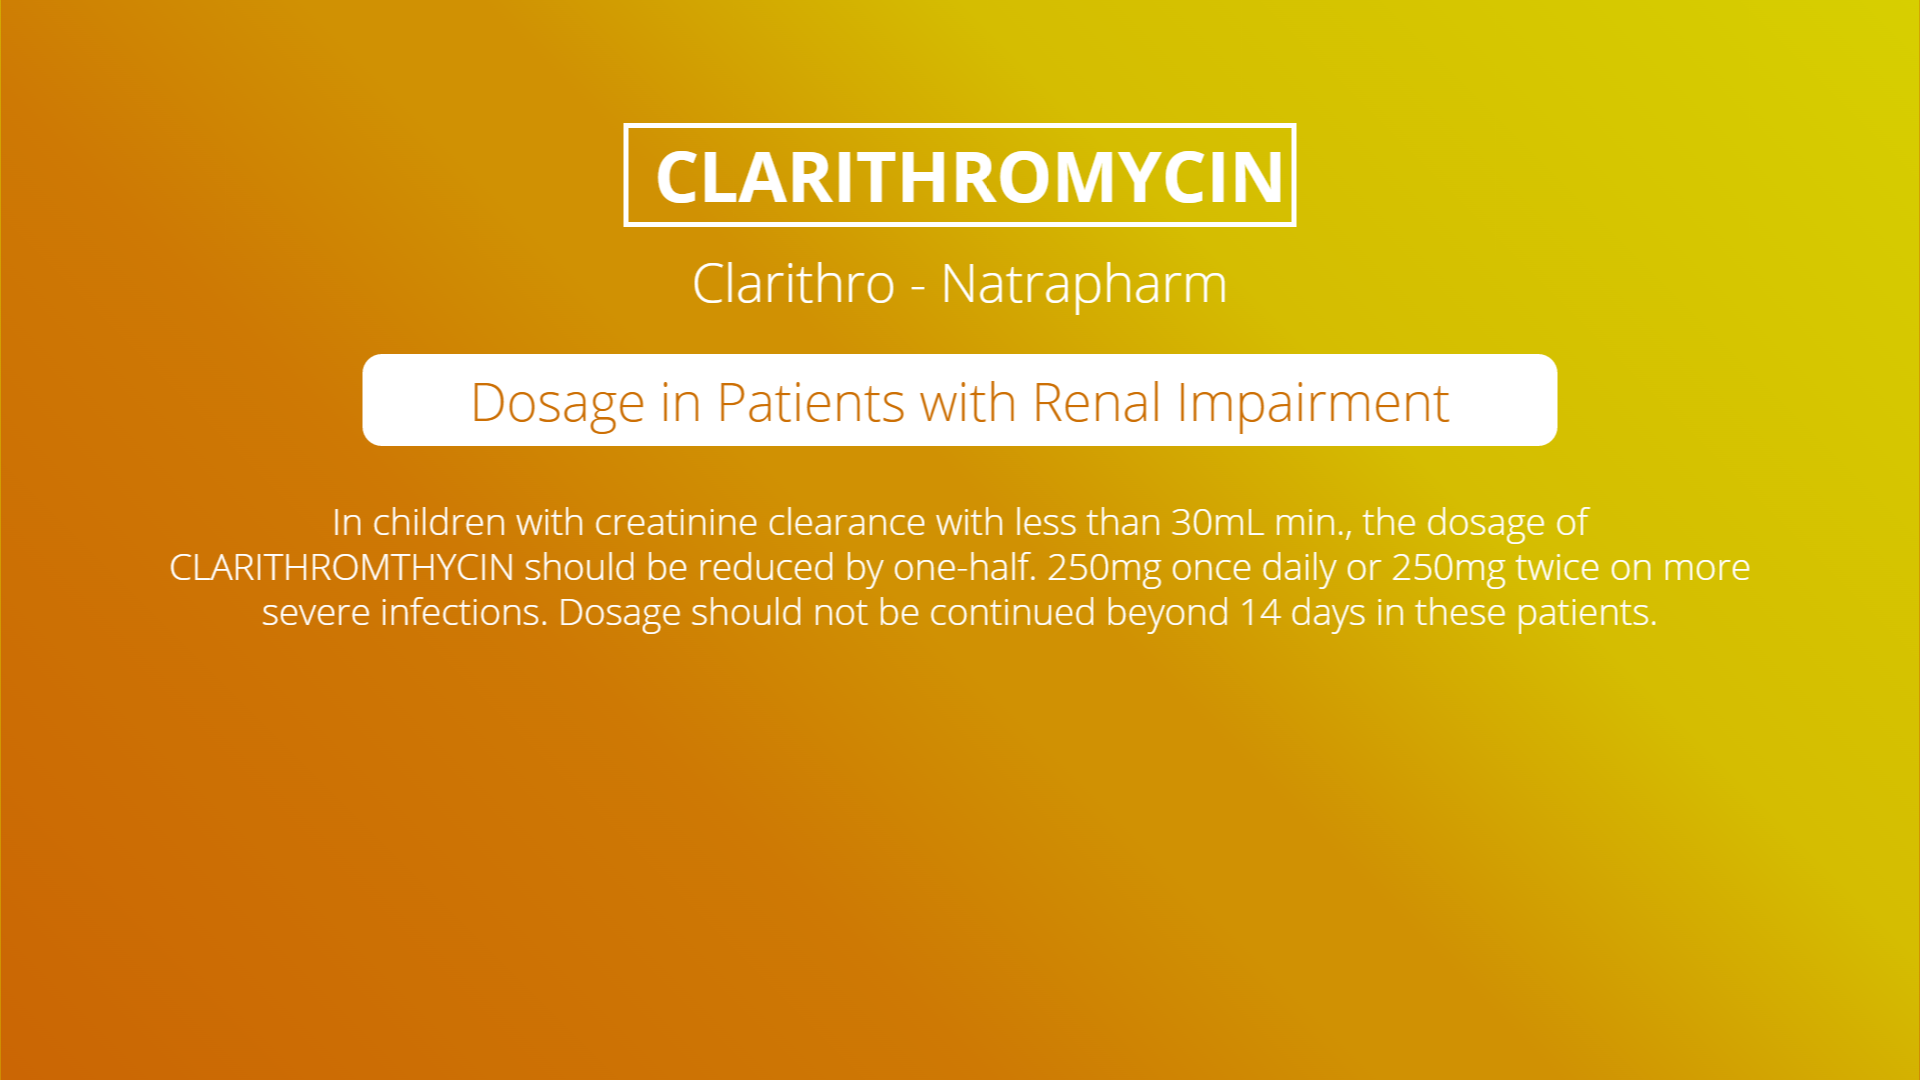 CLARITHROMYCIN
Clarithro - Natrapharm
Dosage in Patients with Renal Impairment
In children with creatinine clearance with less than 30mL min., the dosage of
CLARITHROMTHYCIN should be reduced by one-half. 250mg once daily or 250mg twice on more
severe infections. Dosage should not be continued beyond 14 days in these patients.